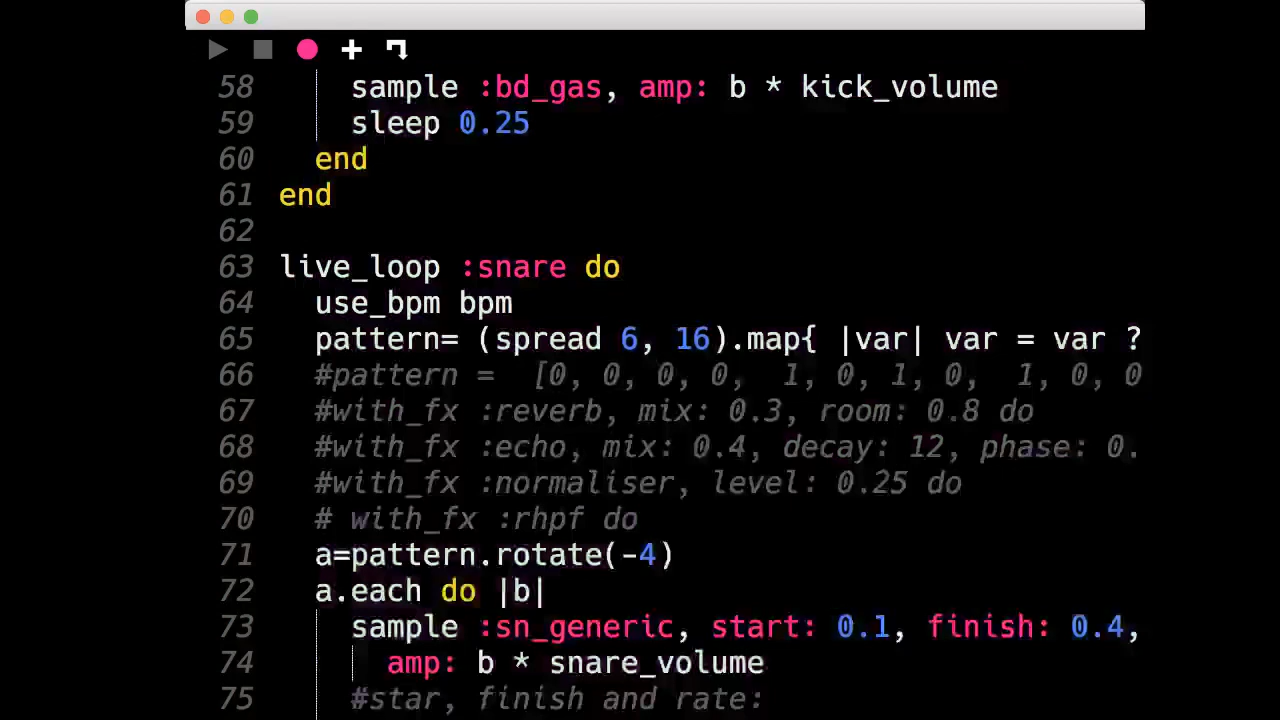 58 sample :bd_gas, amp: b * kick_volume
59 sleep 0.25
60 end
61 end
62
63 live_loop :snare do
64 use_bpm bpm
65 pattern= (spread 6, 16).map{ |var| var = var ?
66 #pattern = [0, 0, 0, 0, 1, 0, 1, 0, 1, 0, 0
67 #with_fx :reverb, mix: 0.3, room: 0.8 do
68 #with_fx :echo, mix: 0.4, decay: 12, phase: 0.
69 #with_fx :normaliser, level: 0.25 do
70 # with_fx :rhpf do
71 a=pattern.rotate(-4)
72 a.each do |b|
73 sample :sn_generic, start: 0.1, finish: 0.4,
74 amp: b * snare_volume
75 #star, finish and rate: